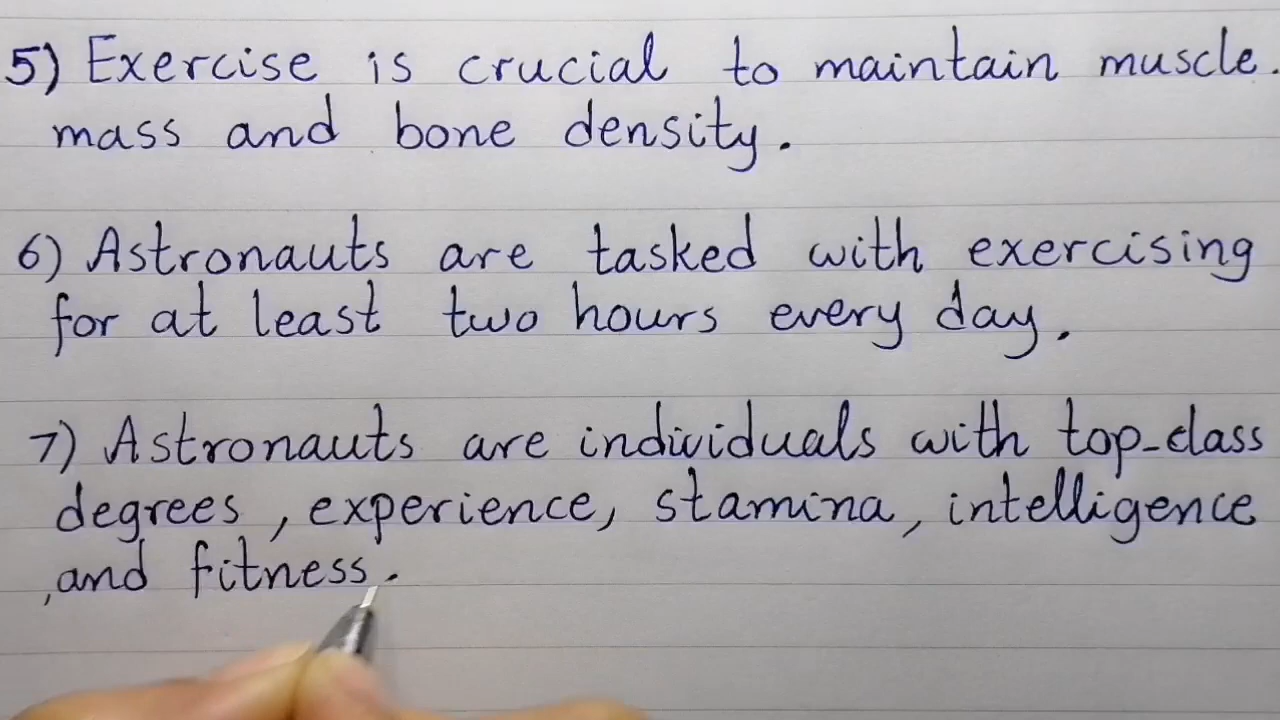 5) Exercise is crucial to maintain muscle.
mass and bone density.
6) Astronauts are tasked with exercising
for at least two hours every day.
7) Astronauts are individuals with top-class
degrees, experience, stamina, intelligence
,and fitness.